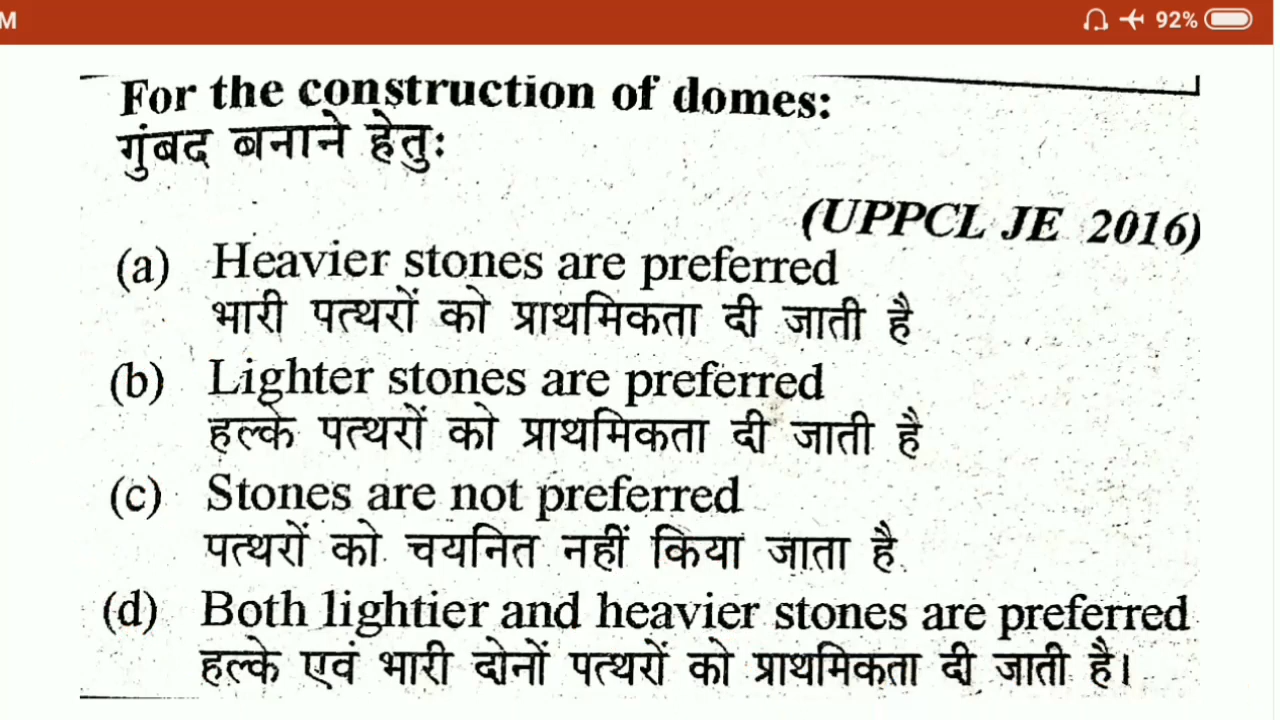 M
92%
For the construction of domes:
गुंबद बनाने हेतुः
(UPPCL JE 2016)
(a) Heavier stones are preferred
भारी पत्थरों को प्राथमिकता दी जाती है
(b) Lighter stones are preferred
हल्के पत्थरों को प्राथमिकता दी जाती है
(c) Stones are not preferred
पत्थरों को चयनित नहीं किया जाता है.
(d) Both lightier and heavier stones are preferred
हल्के एवं भारी दोनों पत्थरों को प्राथमिकता दी जाती है।